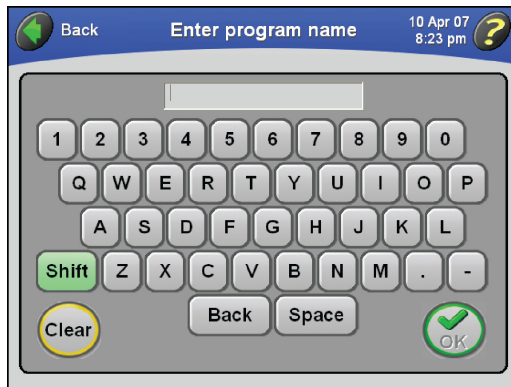 Back Enter program name 10 Apr 07
8:23 pm ?
1 2 3 4 5 6 7 8 9 0
Q W E R T Y U I O P
A S D F G H J K L
Shift Z X C V B N M . -
Clear Back Space OK